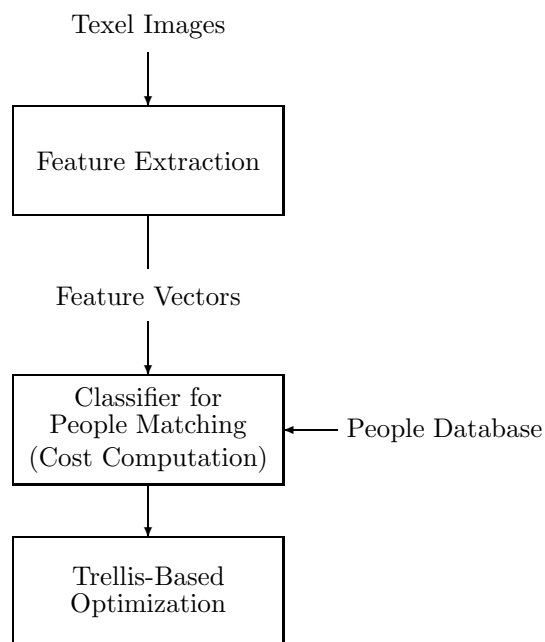 Texel Images
Feature Extraction
Feature Vectors
Classifier for
People Matching
(Cost Computation)
People Database
Trellis-Based
Optimization